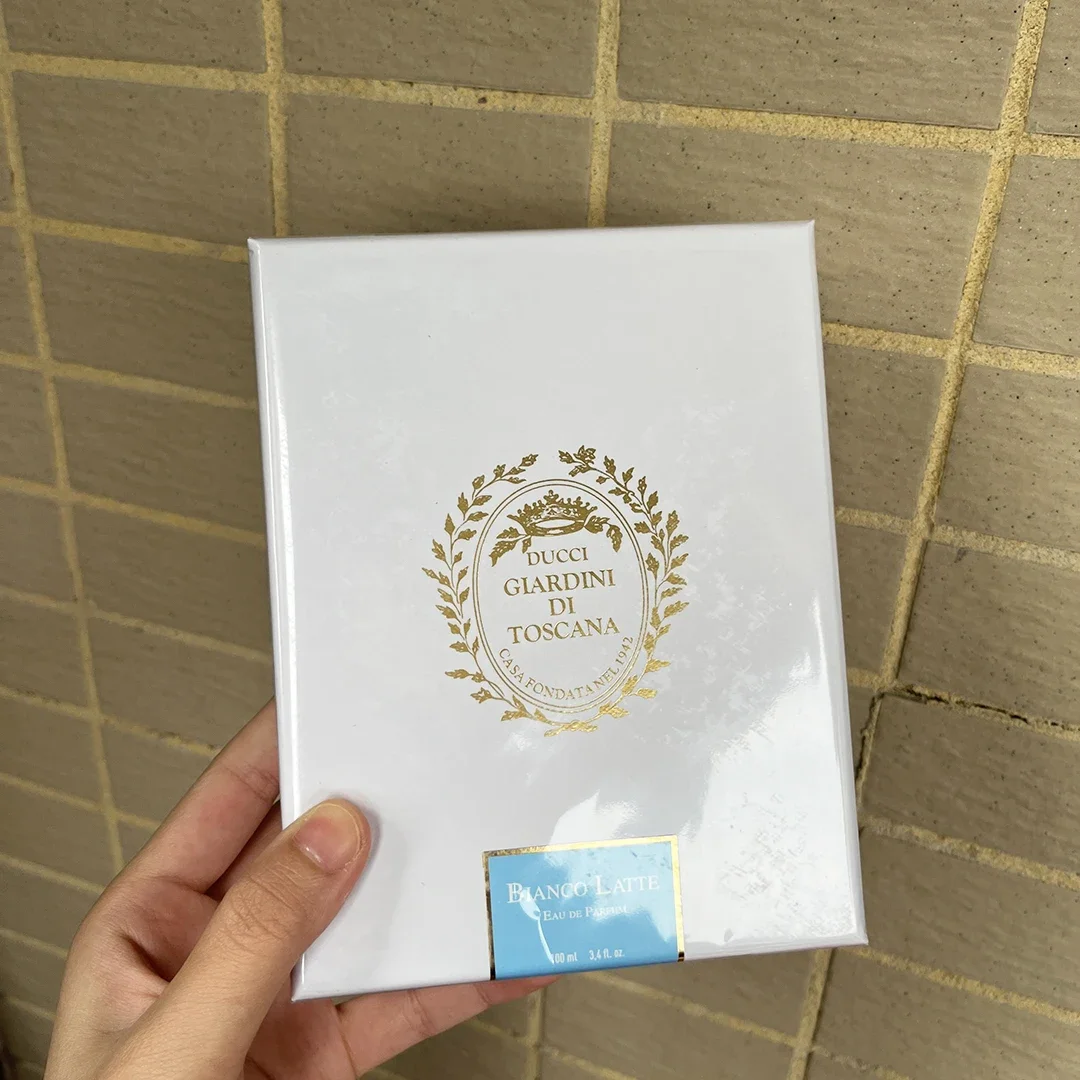 DUCCI
GIARDINI
DI
TOSCANA
CASA FONDATA NEL 1942
BIANCO LATTE
EAU DE PARFUM
100 ml 3,4 fl. oz.